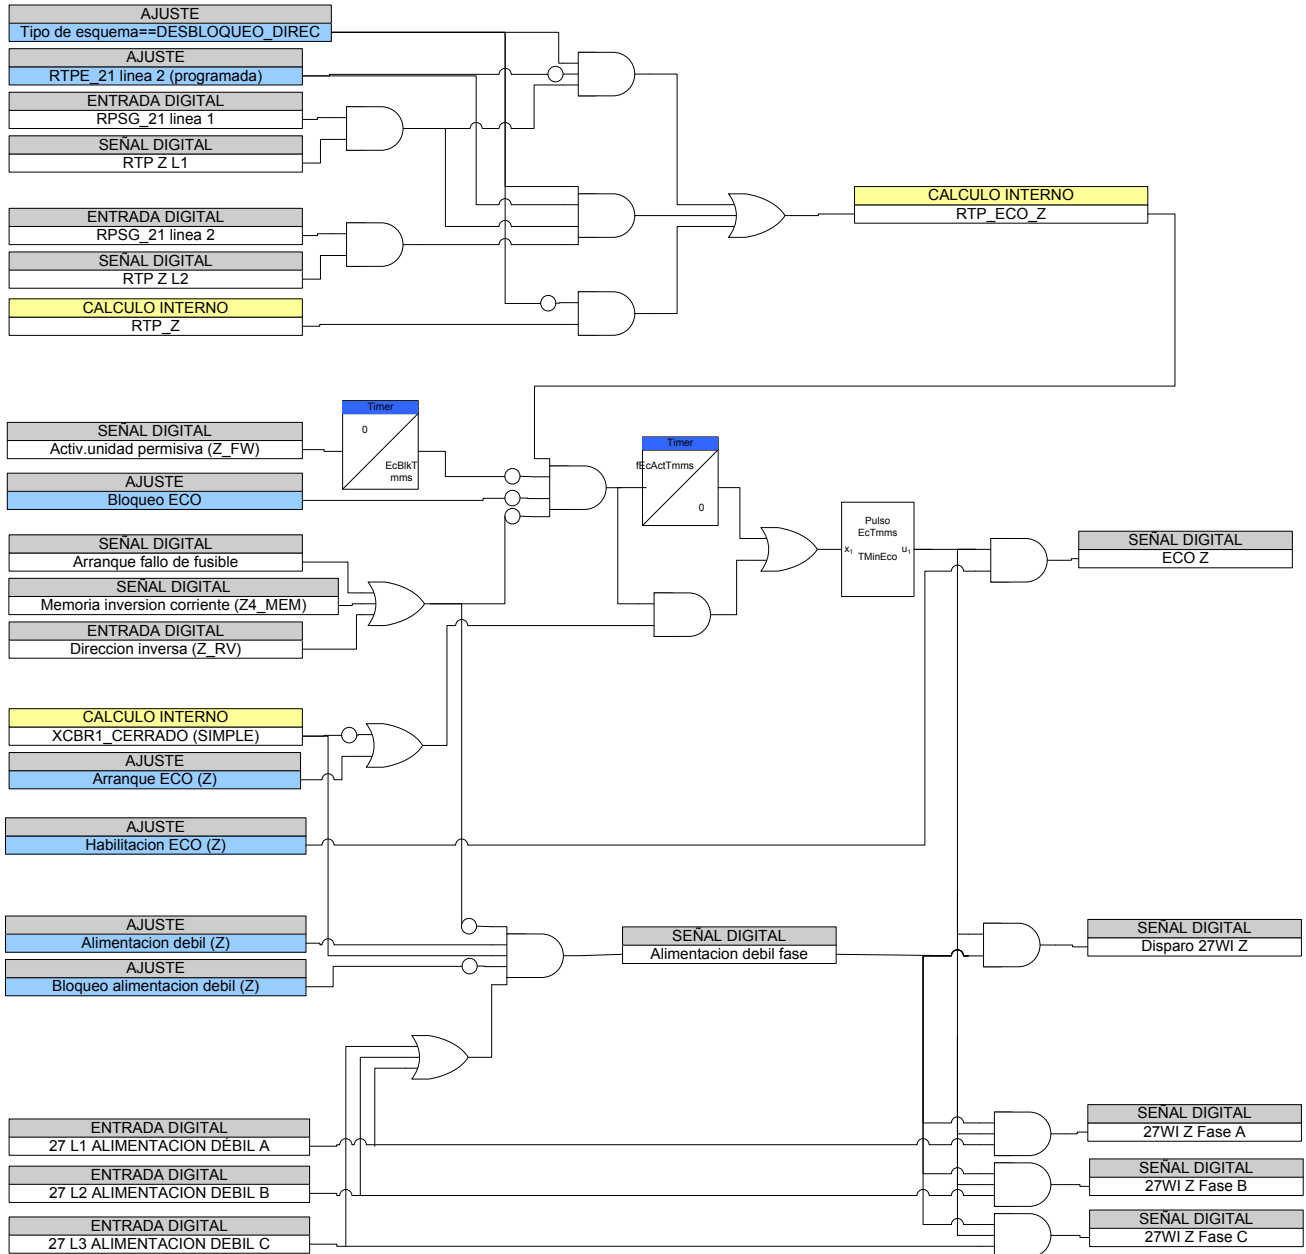 AJUSTE
Tipo de esquema==DESBLOQUEO_DIREC
AJUSTE
RTPE_21 linea 2 (programada)
ENTRADA DIGITAL
RPSG_21 linea 1
SEÑAL DIGITAL
RTP Z L1
ENTRADA DIGITAL
RPSG_21 linea 2
SEÑAL DIGITAL
RTP Z L2
CALCULO INTERNO
RTP_Z
CALCULO INTERNO
RTP_ECO_Z
Timer
0
EcBlkT
mms
SEÑAL DIGITAL
Activ.unidad permisiva (Z_FW)
AJUSTE
Bloqueo ECO
Timer
fEcActTmms
0
SEÑAL DIGITAL
Arranque fallo de fusible
SEÑAL DIGITAL
Memoria inversion corriente (Z4_MEM)
ENTRADA DIGITAL
Direccion inversa (Z_RV)
Pulso
EcTmms
x1 u1
TMinEco
SEÑAL DIGITAL
ECO Z
CALCULO INTERNO
XCBR1_CERRADO (SIMPLE)
AJUSTE
Arranque ECO (Z)
AJUSTE
Habilitacion ECO (Z)
AJUSTE
Alimentacion debil (Z)
AJUSTE
Bloqueo alimentacion debil (Z)
SEÑAL DIGITAL
Alimentacion debil fase
SEÑAL DIGITAL
Disparo 27WI Z
ENTRADA DIGITAL
27 L1 ALIMENTACION DÉBIL A
ENTRADA DIGITAL
27 L2 ALIMENTACION DEBIL B
ENTRADA DIGITAL
27 L3 ALIMENTACION DEBIL C
SEÑAL DIGITAL
27WI Z Fase A
SEÑAL DIGITAL
27WI Z Fase B
SEÑAL DIGITAL
27WI Z Fase C